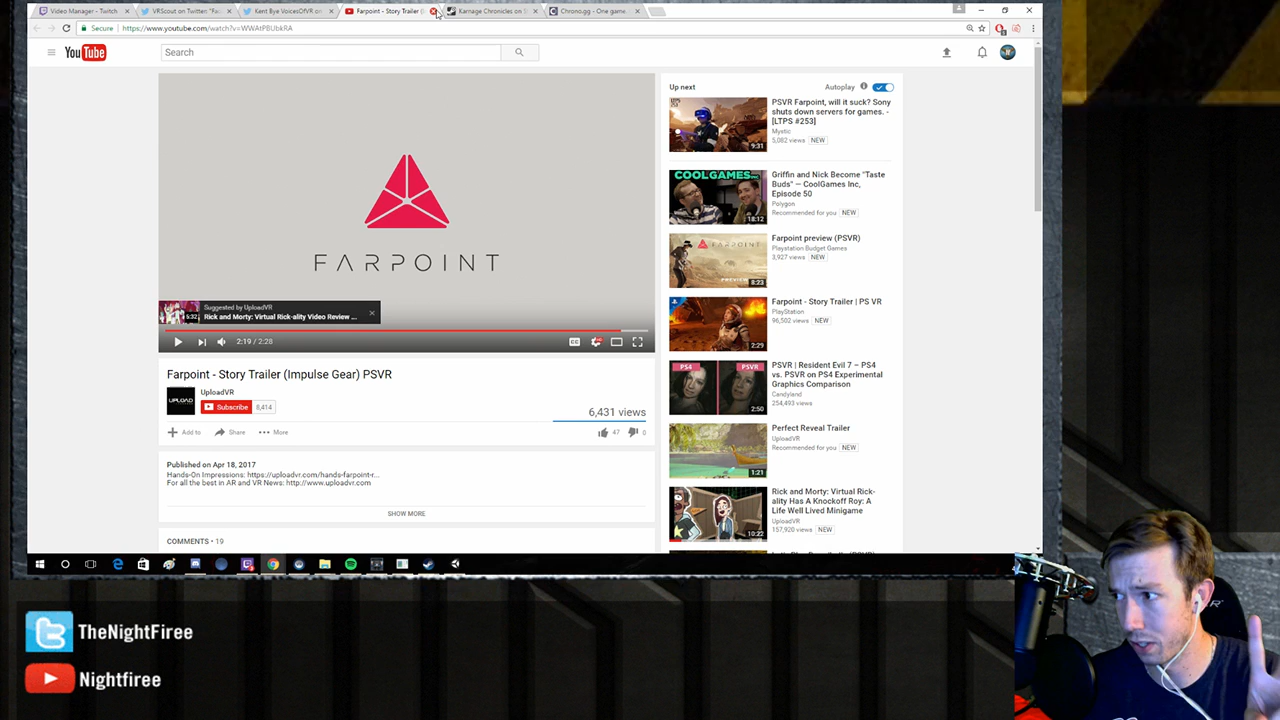 Video Manager - Twitch
VRScout on Twitter: "Fa
Kent Bye VoicesOfVR on
Farpoint - Story Trailer (
Karnage Chronicles on S
Chrono.gg - One game
Secure
https://www.youtube.com/watch?v=WWAtPBUbkRA
YouTube
Search
FARPOINT
Suggested by UploadVR
5:32
Rick and Morty: Virtual Rick-ality Video Review ...
2:19 / 2:28
CC
Farpoint - Story Trailer (Impulse Gear) PSVR
UPLOAD
UploadVR
Subscribe
8,414
6,431 views
Add to
Share
More
47
0
Published on Apr 18, 2017
Hands-On Impressions: https://uploadvr.com/hands-farpoint-r...
For all the best in AR and VR News: http://www.uploadvr.com
SHOW MORE
COMMENTS • 19
Up next
Autoplay
PSVR Farpoint, will it suck? Sony
shuts down servers for games. -
[LTPS #253]
Mystic
5,082 views
NEW
9:31
COOLGAMES
Griffin and Nick Become "Taste
Buds" — CoolGames Inc,
Episode 50
Polygon
Recommended for you
NEW
18:12
FARPOINT
PREVIEW
Farpoint preview (PSVR)
Playstation Budget Games
3,927 views
NEW
8:23
Farpoint - Story Trailer | PS VR
PlayStation
96,502 views
NEW
2:29
PS4
PSVR
PSVR | Resident Evil 7 – PS4
vs. PSVR on PS4 Experimental
Graphics Comparison
Candyland
254,493 views
2:50
Perfect Reveal Trailer
UploadVR
Recommended for you
NEW
1:21
Rick and Morty: Virtual Rick-
ality Has A Knockoff Roy: A
Life Well Lived Minigame
UploadVR
157,920 views
NEW
10:22
TheNightFiree
Nightfiree